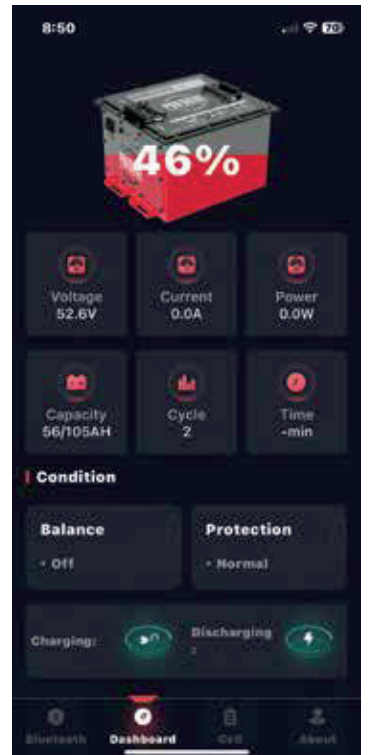 8:50
70
46%
Voltage
52.6V
Current
0.0A
Power
0.0W
Capacity
56/105AH
Cycle
2
Time
-min
Condition
Balance
• Off
Protection
• Normal
Charging:
Discharging
:
Bluetooth
Dashboard
Cell
About